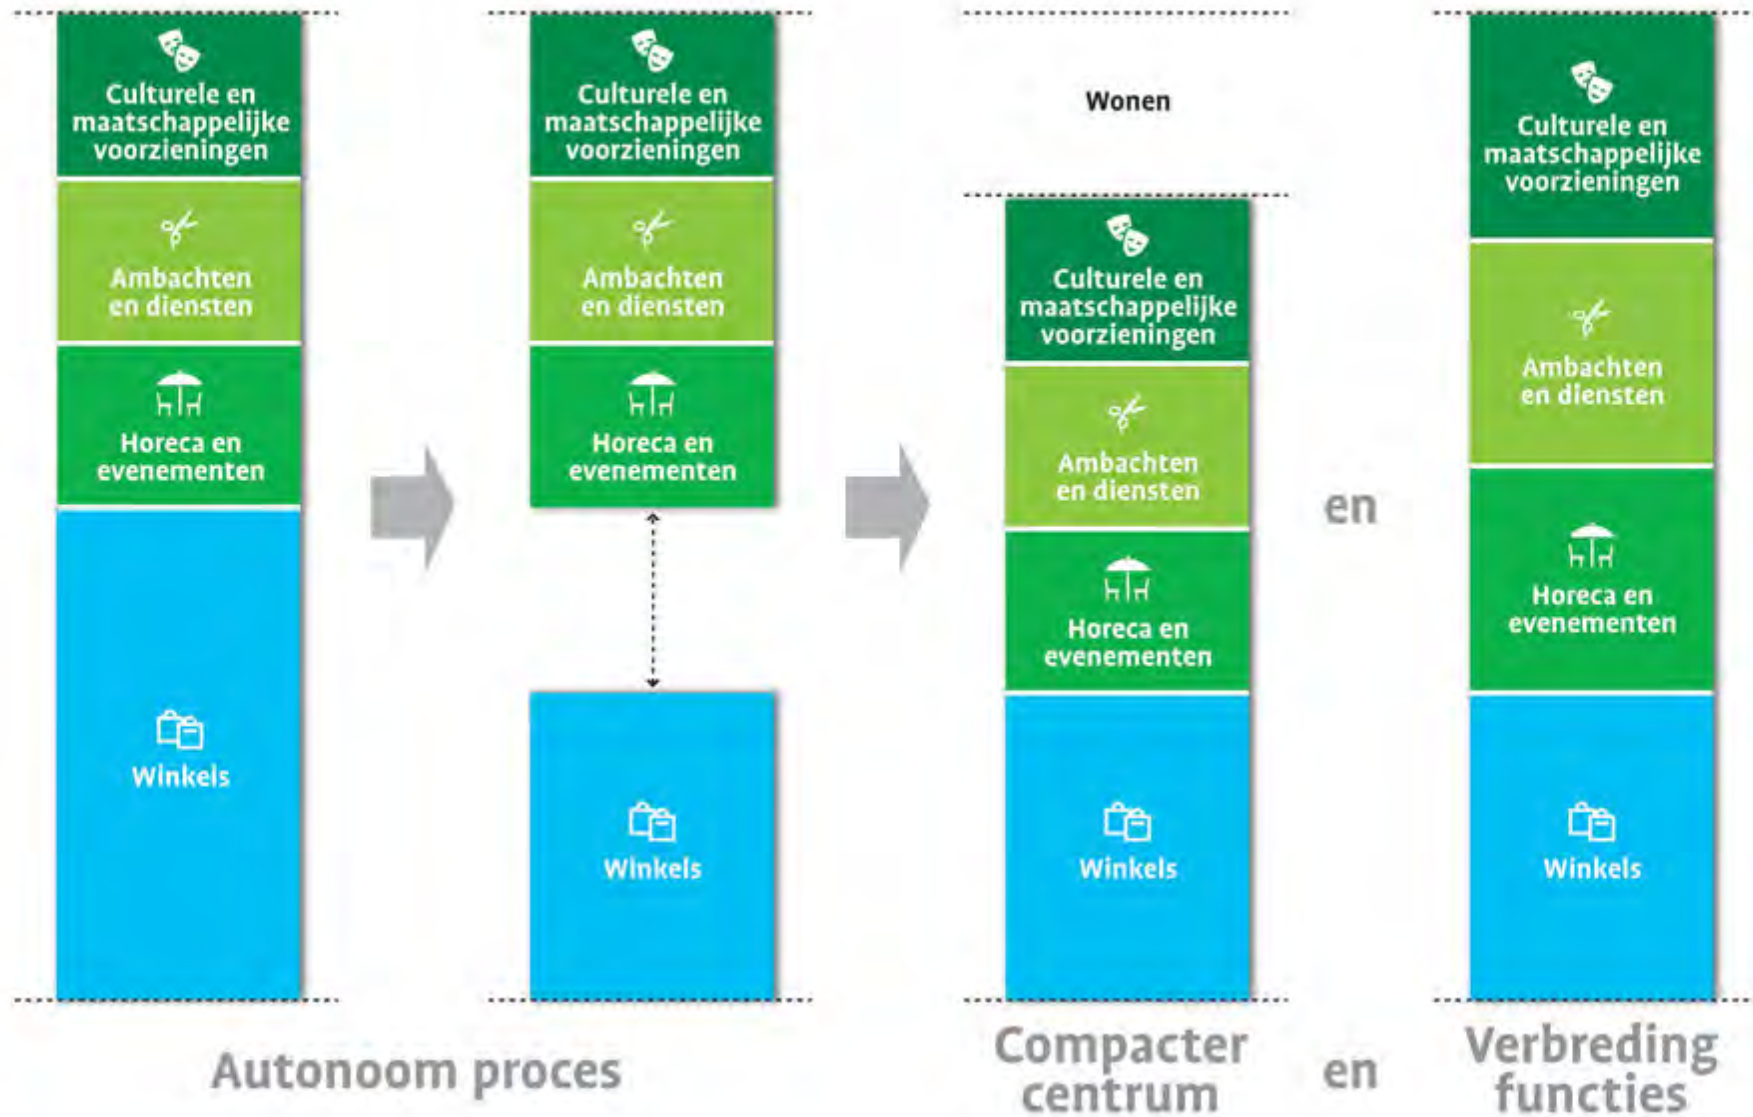 Culturele en
maatschappelijke
voorzieningen
Ambachten
en diensten
Horeca en
evenementen
Winkels
Culturele en
maatschappelijke
voorzieningen
Ambachten
en diensten
Horeca en
evenementen
Winkels
Autonoom proces
Wonen
Culturele en
maatschappelijke
voorzieningen
Ambachten
en diensten
Horeca en
evenementen
Winkels
Compacter
centrum
en
en
Culturele en
maatschappelijke
voorzieningen
Ambachten
en diensten
Horeca en
evenementen
Winkels
Verbreding
functies